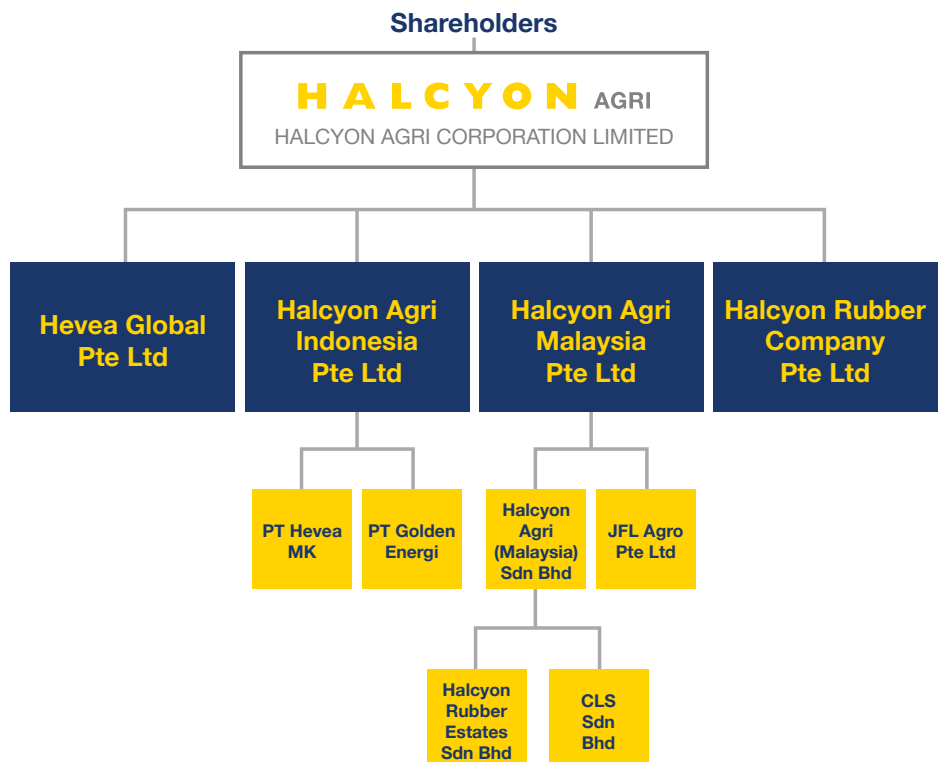 Shareholders
HALCYON AGRI
HALCYON AGRI CORPORATION LIMITED
Hevea Global
Pte Ltd
Halcyon Agri
Indonesia
Pte Ltd
Halcyon Agri
Malaysia
Pte Ltd
Halcyon Rubber
Company
Pte Ltd
PT Hevea
MK
PT Golden
Energi
Halcyon
Agri
(Malaysia)
Sdn Bhd
JFL Agro
Pte Ltd
Halcyon
Rubber
Estates
Sdn Bhd
CLS
Sdn
Bhd